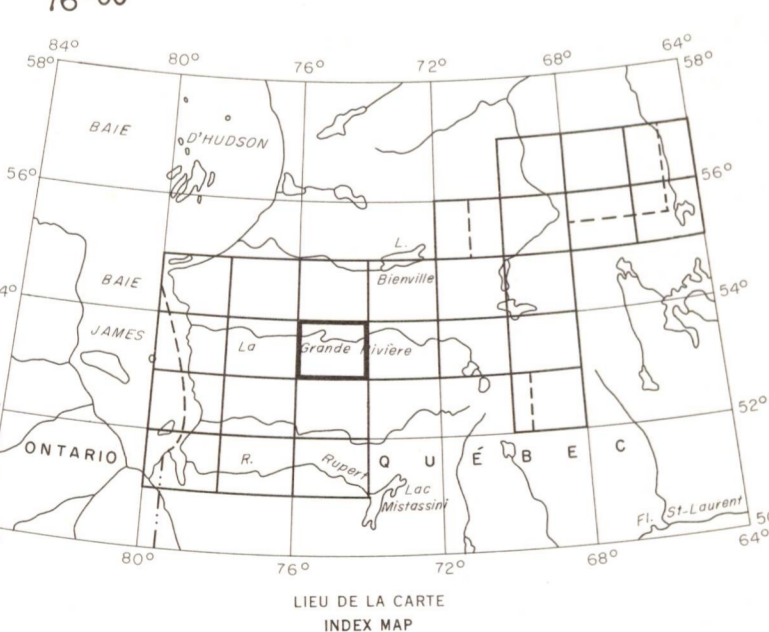 76° 00'
84° 80° 76° 72° 68° 64°
58° 58°
BAIE D'HUDSON
56° 56°
L.
Bienville
BAIE
4° 54°
JAMES
La Grande Rivière
52°
ONTARIO R. Rupert QUÉBEC
Lac
Mistassini
Fl. St-Laurent
80° 76° 72° 68° 64°
LIEU DE LA CARTE
INDEX MAP